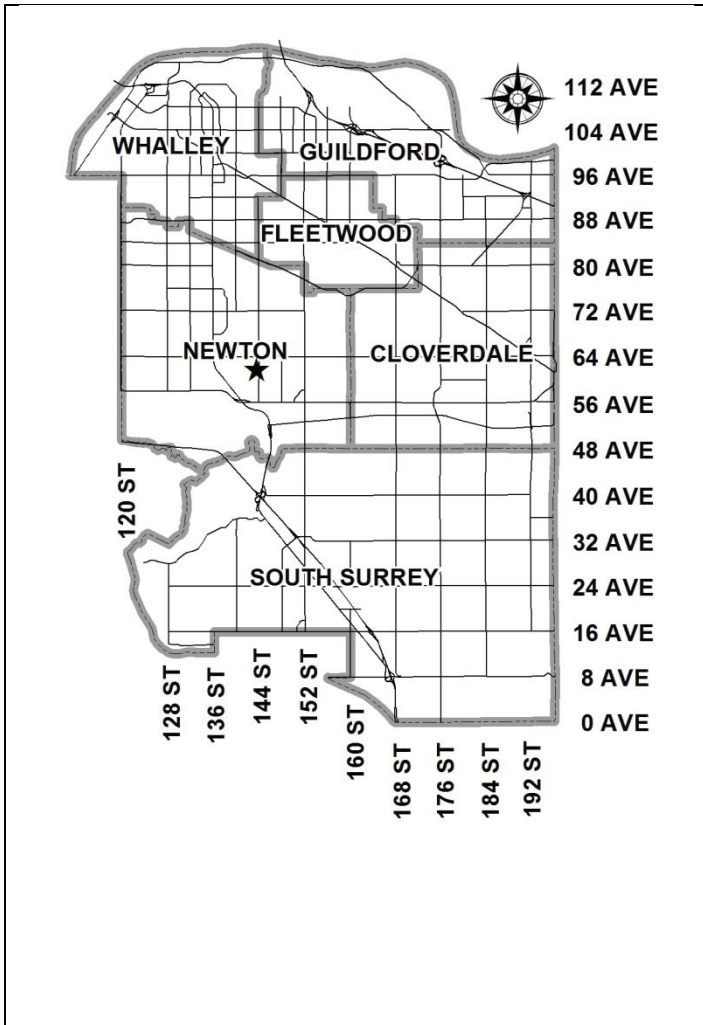 112 AVE
104 AVE
WHALLEY
GUILDFORD
96 AVE
88 AVE
FLEETWOOD
80 AVE
72 AVE
NEWTON
CLOVERDALE
64 AVE
56 AVE
48 AVE
120 ST
40 AVE
32 AVE
SOUTH SURREY
24 AVE
16 AVE
8 AVE
128 ST
136 ST
144 ST
152 ST
160 ST
0 AVE
168 ST
176 ST
184 ST
192 ST